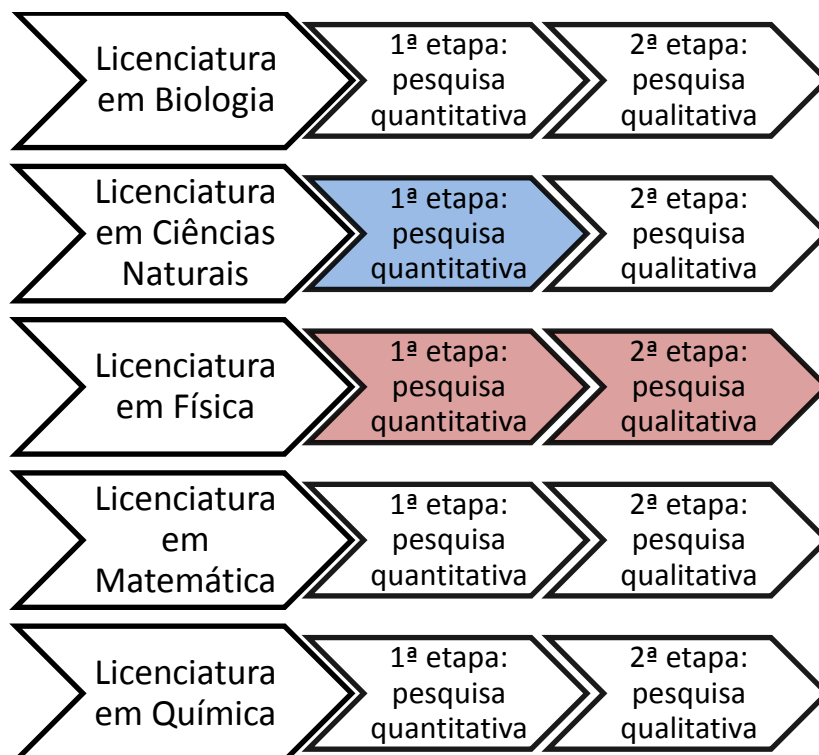 Licenciatura
em Biologia
1ª etapa:
pesquisa
quantitativa
2ª etapa:
pesquisa
qualitativa
Licenciatura
em Ciências
Naturais
1ª etapa:
pesquisa
quantitativa
2ª etapa:
pesquisa
qualitativa
Licenciatura
em Física
1ª etapa:
pesquisa
quantitativa
2ª etapa:
pesquisa
qualitativa
Licenciatura
em
Matemática
1ª etapa:
pesquisa
quantitativa
2ª etapa:
pesquisa
qualitativa
Licenciatura
em Química
1ª etapa:
pesquisa
quantitativa
2ª etapa:
pesquisa
qualitativa